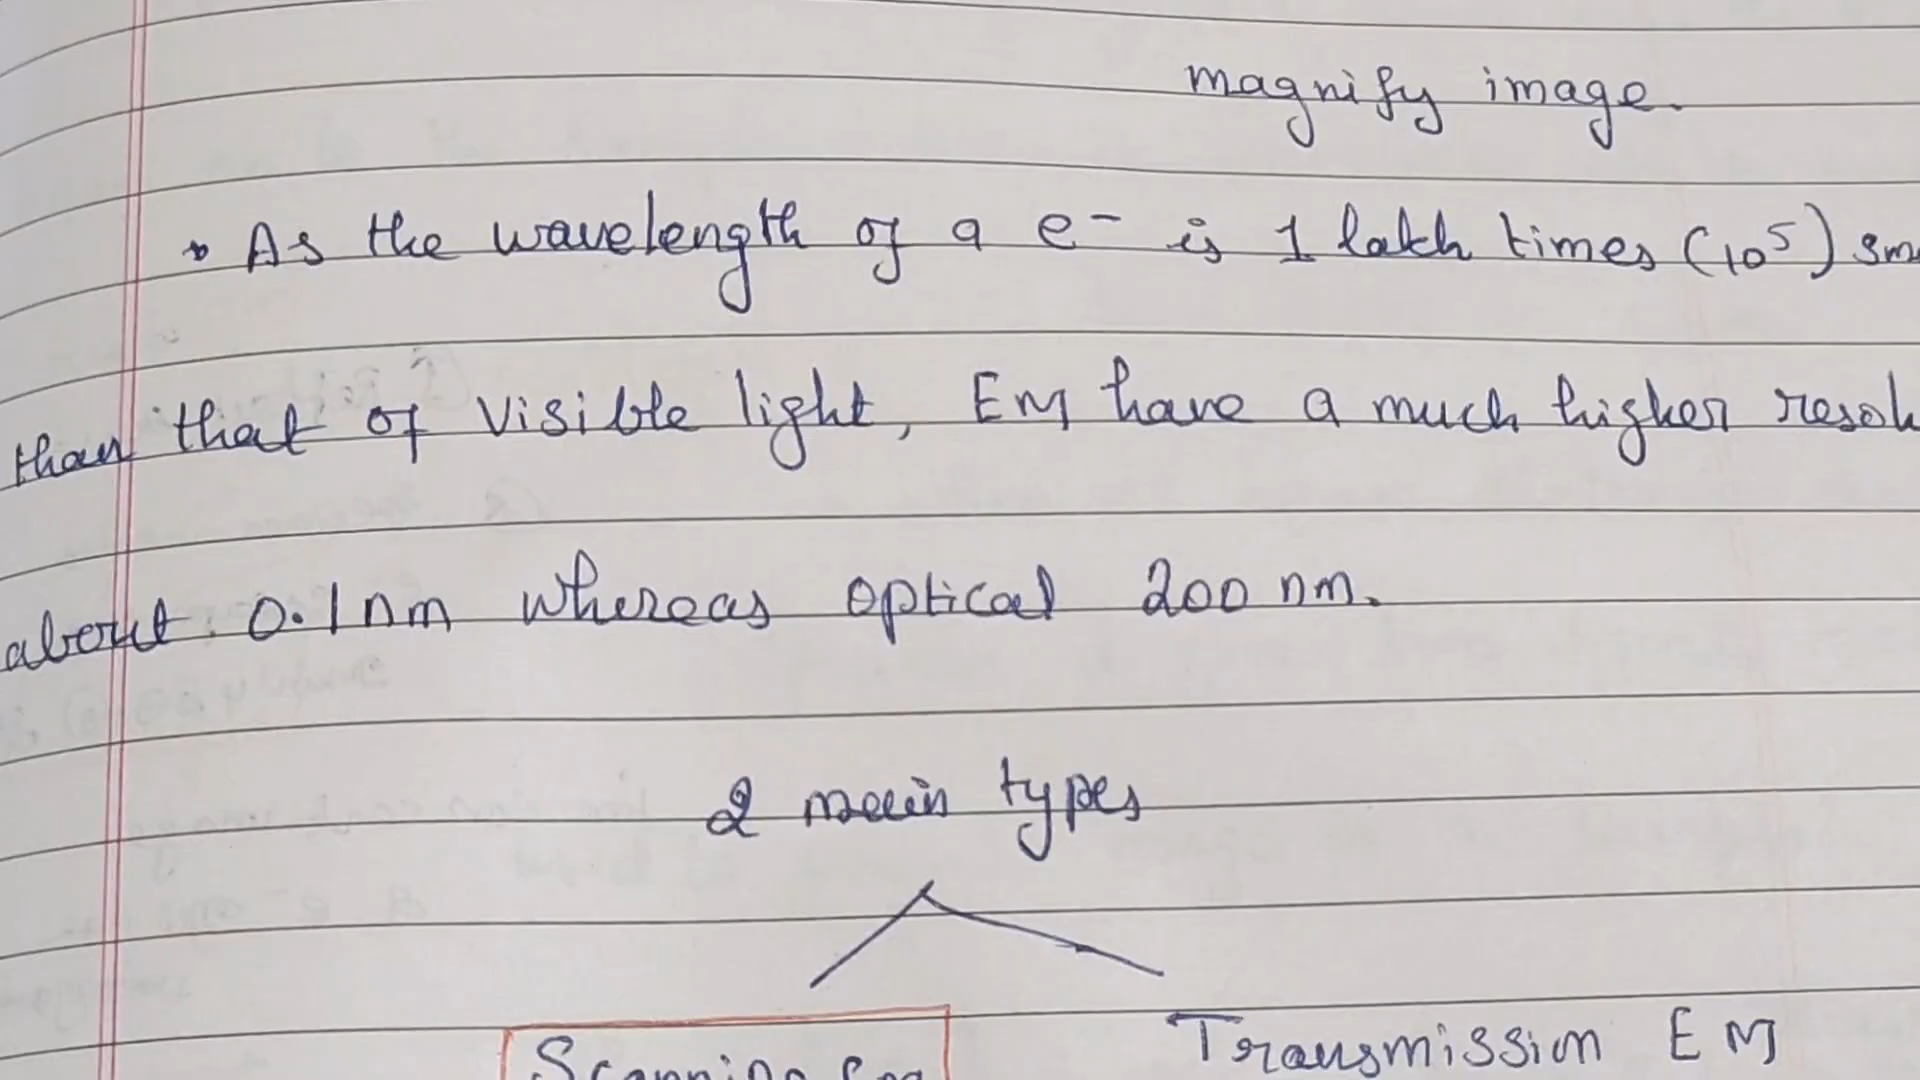 magnify image.
• As the wavelength of a e⁻ is 1 lakh times (10⁵) sm
than that of visible light, EM have a much higher resol
about 0.1nm whereas optical 200 nm.
2 main types
Scanning Transmission EM